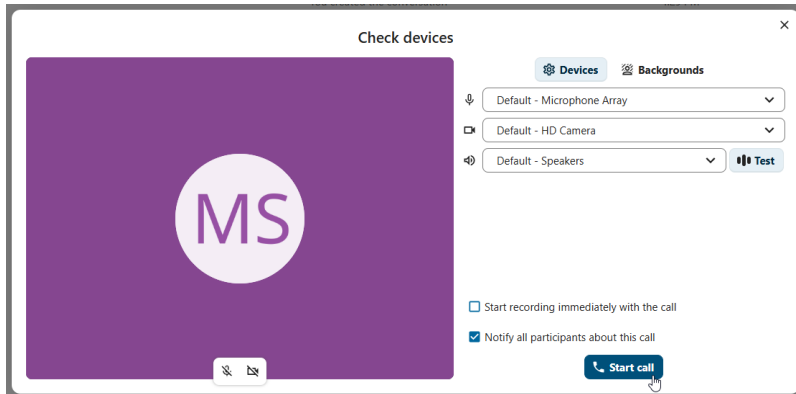 Check devices
Devices
Backgrounds
Default - Microphone Array
Default - HD Camera
Default - Speakers
Test
MS
Start recording immediately with the call
Notify all participants about this call
Start call